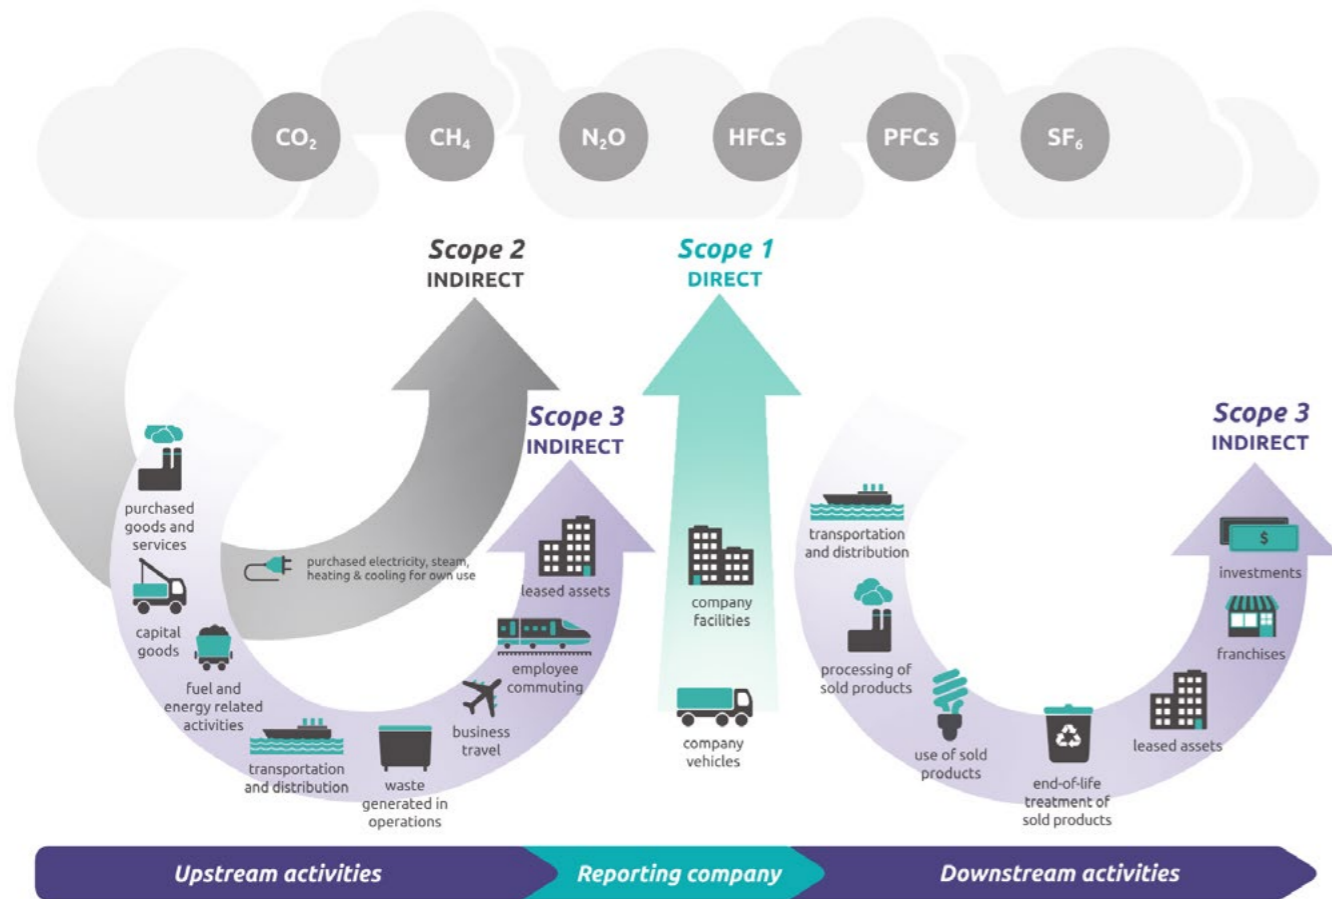 CO₂
CH₄
N₂O
HFCs
PFCs
SF₆
Scope 2
INDIRECT
Scope 1
DIRECT
Scope 3
INDIRECT
Scope 3
INDIRECT
purchased
goods and
services
capital
goods
fuel and
energy related
activities
transportation
and distribution
waste
generated in
operations
business
travel
employee
commuting
leased assets
purchased electricity, steam,
heating & cooling for own use
company
facilities
company
vehicles
transportation
and distribution
processing of
sold products
use of sold
products
end-of-life
treatment of
sold products
leased assets
franchises
$
investments
Upstream activities
Reporting company
Downstream activities